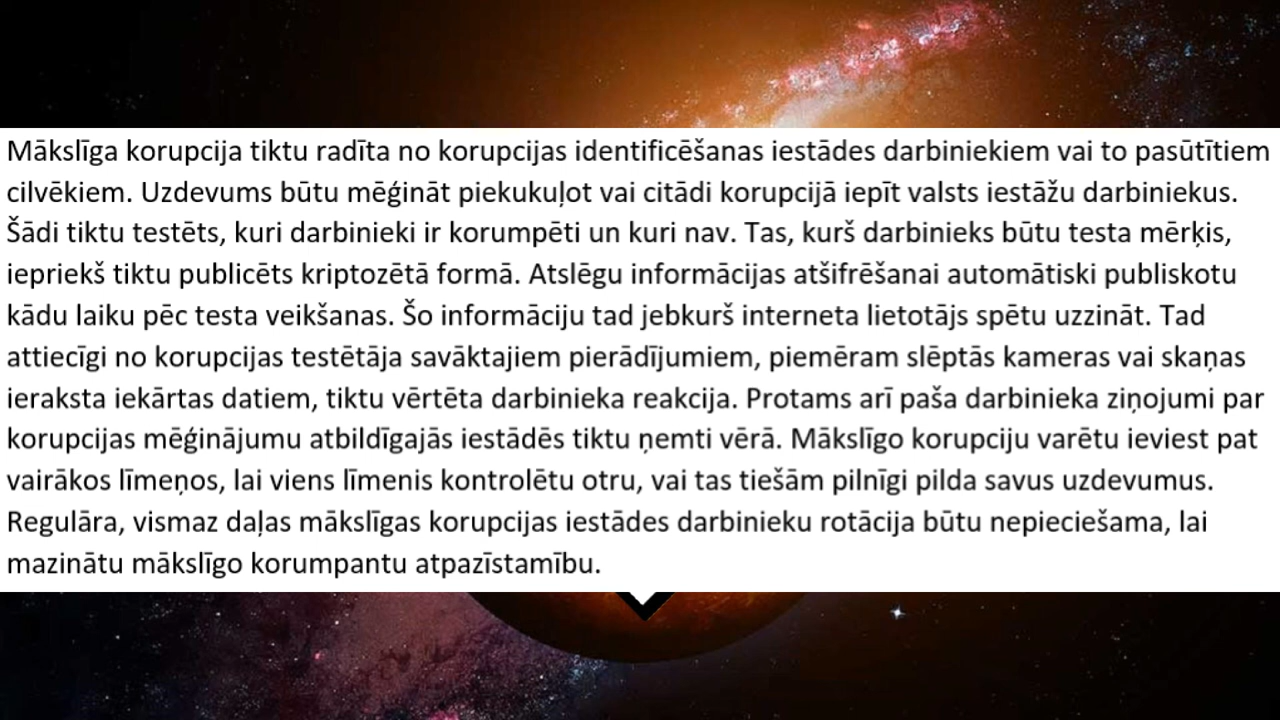 Mākslīga korupcija tiktu radīta no korupcijas identificēšanas iestādes darbiniekiem vai to pasūtītiem
cilvēkiem. Uzdevums būtu mēģināt piekukuļot vai citādi korupcijā iepīt valsts iestāžu darbiniekus.
Šādi tiktu testēts, kuri darbinieki ir korumpēti un kuri nav. Tas, kurš darbinieks būtu testa mērķis,
iepriekš tiktu publicēts kriptozētā formā. Atslēgu informācijas atšifrēšanai automātiski publiskotu
kādu laiku pēc testa veikšanas. Šo informāciju tad jebkurš interneta lietotājs spētu uzzināt. Tad
attiecīgi no korupcijas testētāja savāktajiem pierādījumiem, piemēram slēptās kameras vai skaņas
ieraksta iekārtas datiem, tiktu vērtēta darbinieka reakcija. Protams arī paša darbinieka ziņojumi par
korupcijas mēģinājumu atbildīgajās iestādēs tiktu ņemti vērā. Mākslīgo korupciju varētu ieviest pat
vairākos līmeņos, lai viens līmenis kontrolētu otru, vai tas tiešām pilnīgi pilda savus uzdevumus.
Regulāra, vismaz daļas mākslīgas korupcijas iestādes darbinieku rotācija būtu nepieciešama, lai
mazinātu mākslīgo korumpantu atpazīstamību.